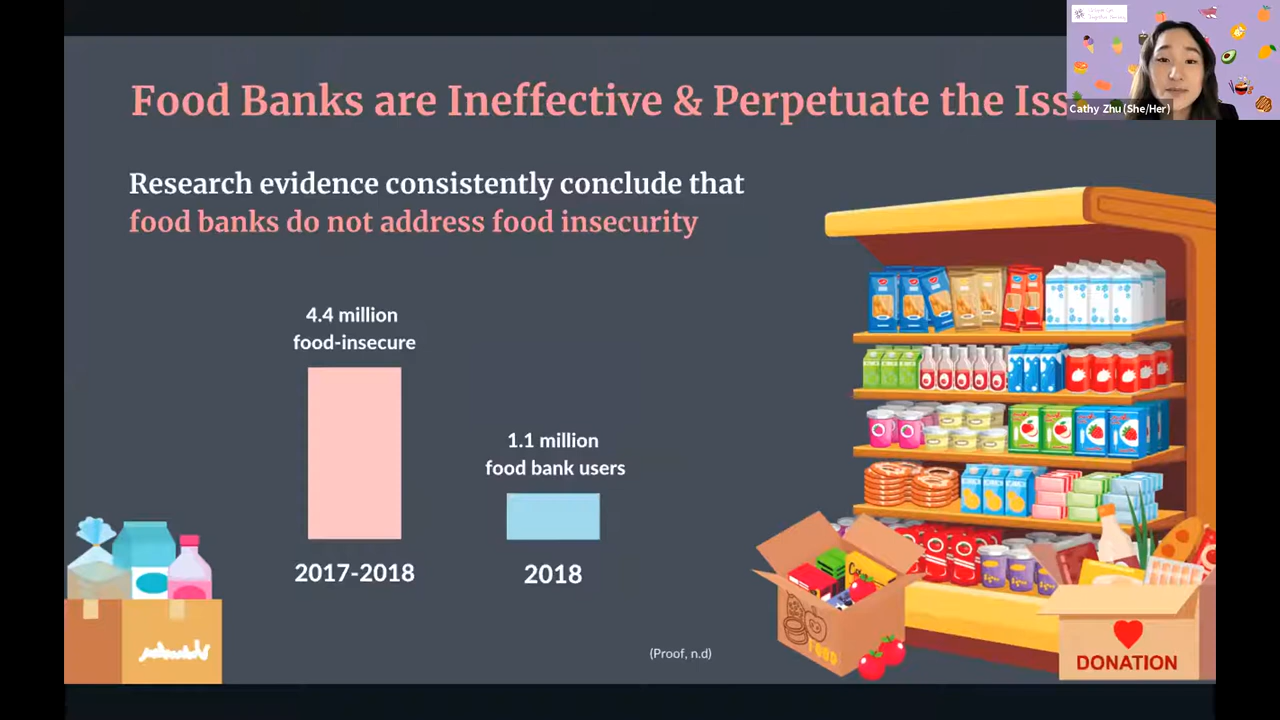 Food Banks are Ineffective & Perpetuate the Iss
Cathy Zhu (She/Her)
Research evidence consistently conclude that
food banks do not address food insecurity
4.4 million
food-insecure
1.1 million
food bank users
2017-2018
2018
(Proof, n.d)
FOOD
DONATION